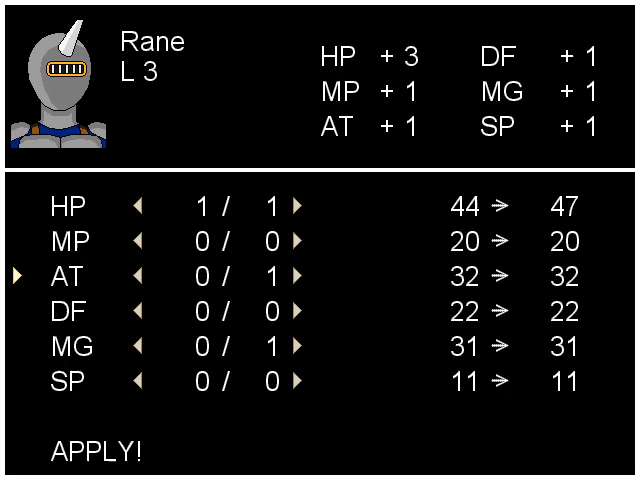 Rane
L 3
HP + 3 DF + 1
MP + 1 MG + 1
AT + 1 SP + 1
HP 1 / 1 44 > 47
MP 0 / 0 20 > 20
AT 0 / 1 32 > 32
DF 0 / 0 22 > 22
MG 0 / 1 31 > 31
SP 0 / 0 11 > 11
APPLY!